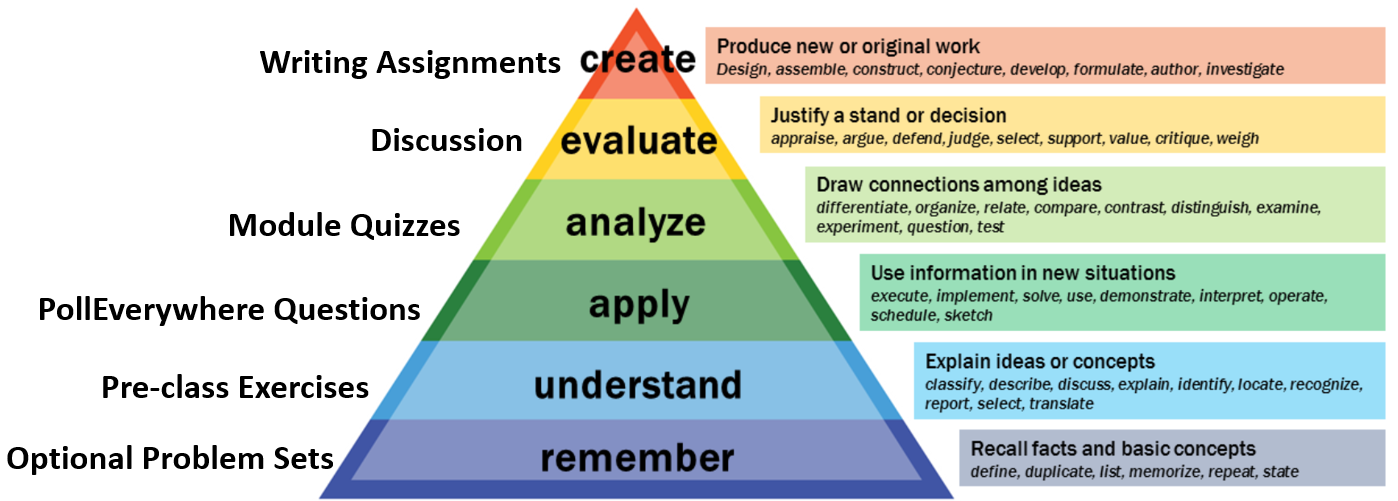 Writing Assignments
create
Produce new or original work
Design, assemble, construct, conjecture, develop, formulate, author, investigate
Discussion
evaluate
Justify a stand or decision
appraise, argue, defend, judge, select, support, value, critique, weigh
Module Quizzes
analyze
Draw connections among ideas
differentiate, organize, relate, compare, contrast, distinguish, examine,
experiment, question, test
PollEverywhere Questions
apply
Use information in new situations
execute, implement, solve, use, demonstrate, interpret, operate,
schedule, sketch
Pre-class Exercises
understand
Explain ideas or concepts
classify, describe, discuss, explain, identify, locate, recognize,
report, select, translate
Optional Problem Sets
remember
Recall facts and basic concepts
define, duplicate, list, memorize, repeat, state